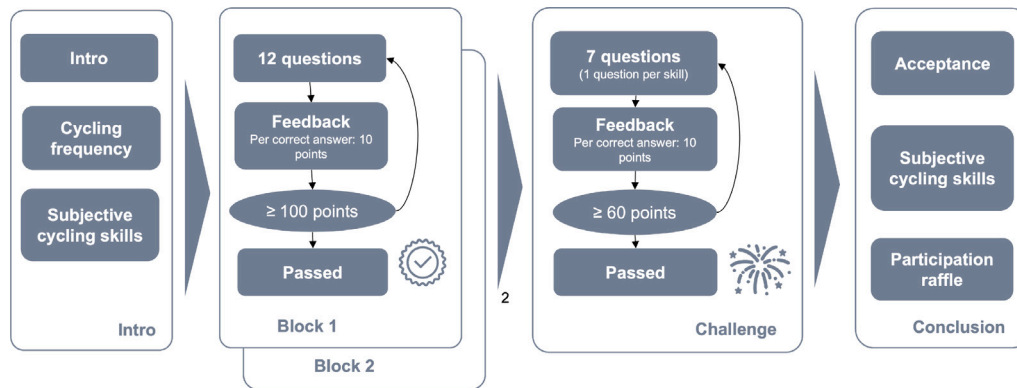 Intro
Cycling
frequency
Subjective
cycling skills
Intro
12 questions
Feedback
Per correct answer: 10
points
≥ 100 points
Passed
Block 1
Block 2
2
7 questions
(1 question per skill)
Feedback
Per correct answer: 10
points
≥ 60 points
Passed
Challenge
Acceptance
Subjective
cycling skills
Participation
raffle
Conclusion